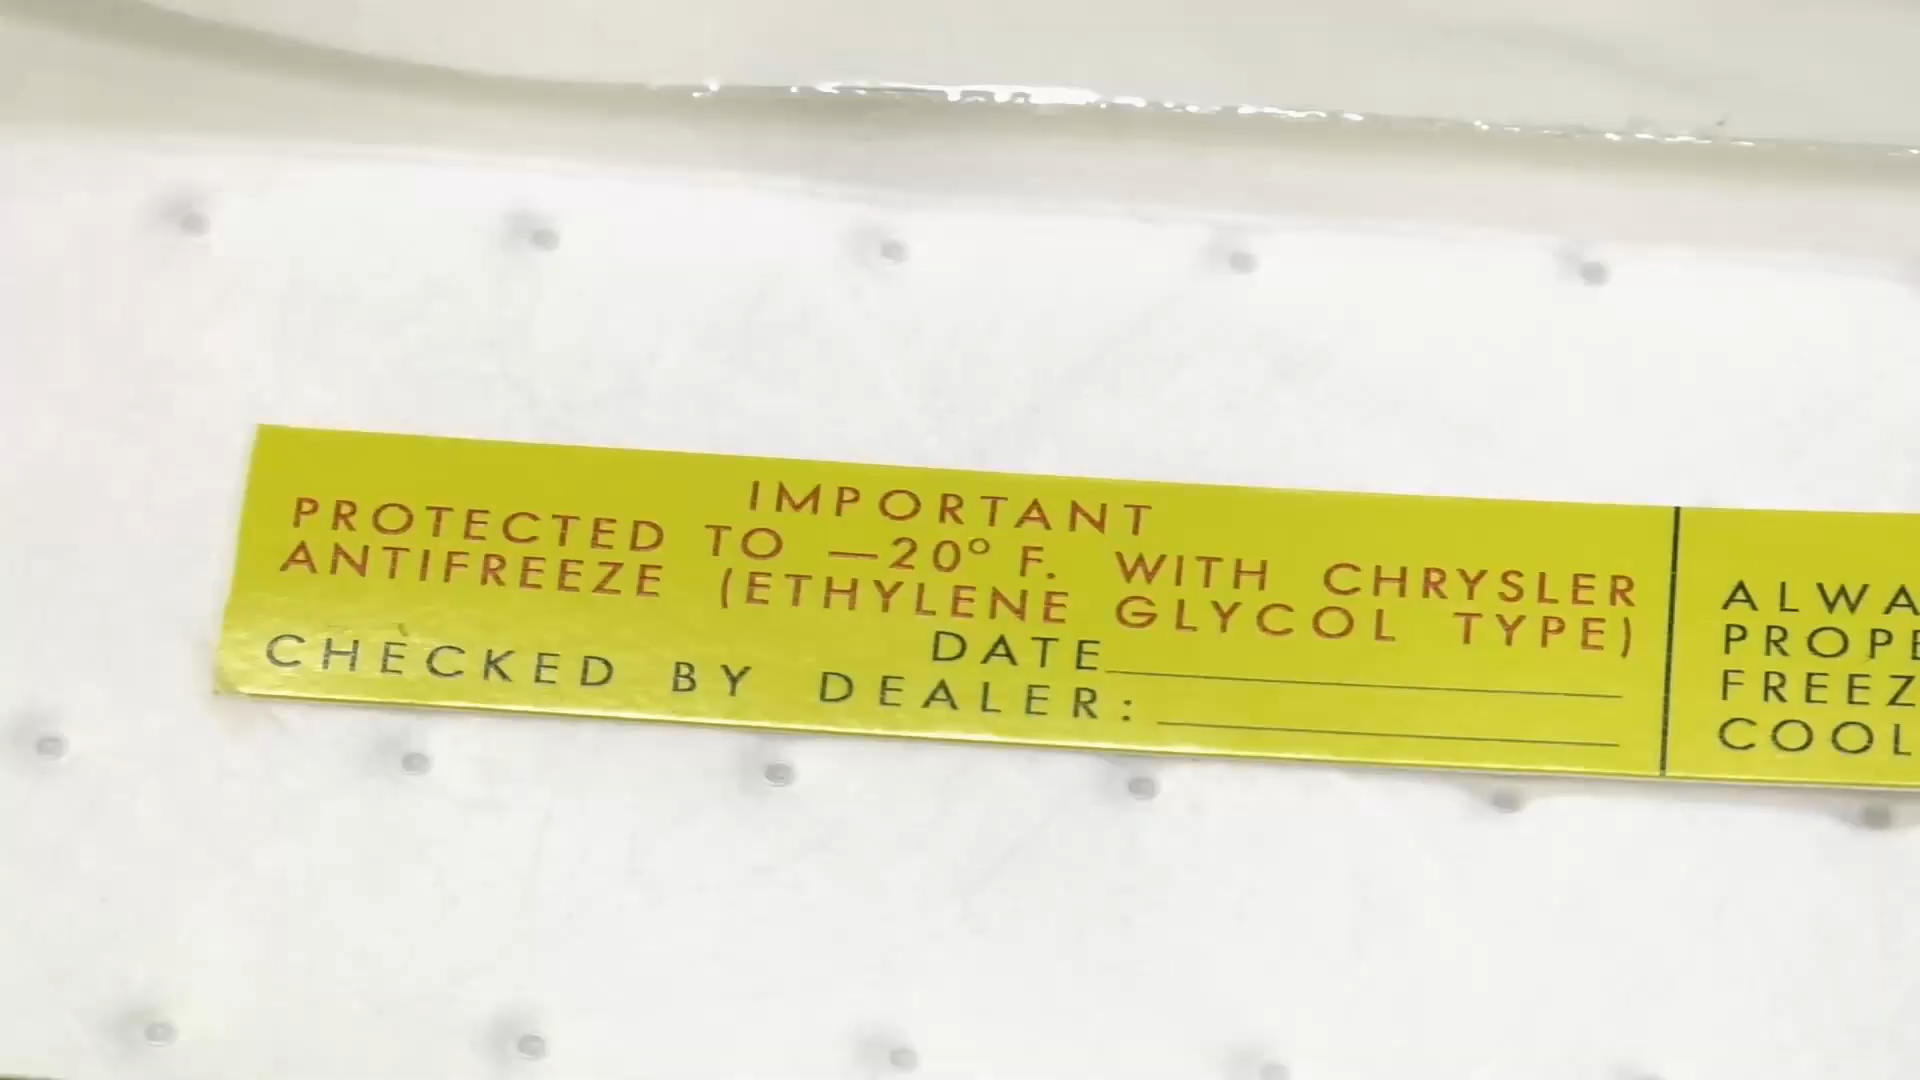 IMPORTANT
PROTECTED TO —20° F. WITH CHRYSLER
ANTIFREEZE (ETHYLENE GLYCOL TYPE)
DATE
CHECKED BY DEALER:
ALWA
PROPE
FREEZ
COOL